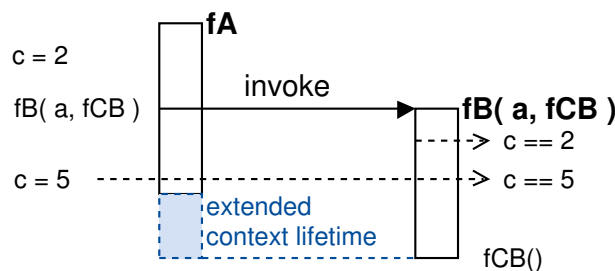 fA
c = 2
invoke
fB( a, fCB )
fB( a, fCB )
c == 2
c = 5
c == 5
extended
context lifetime
fCB()